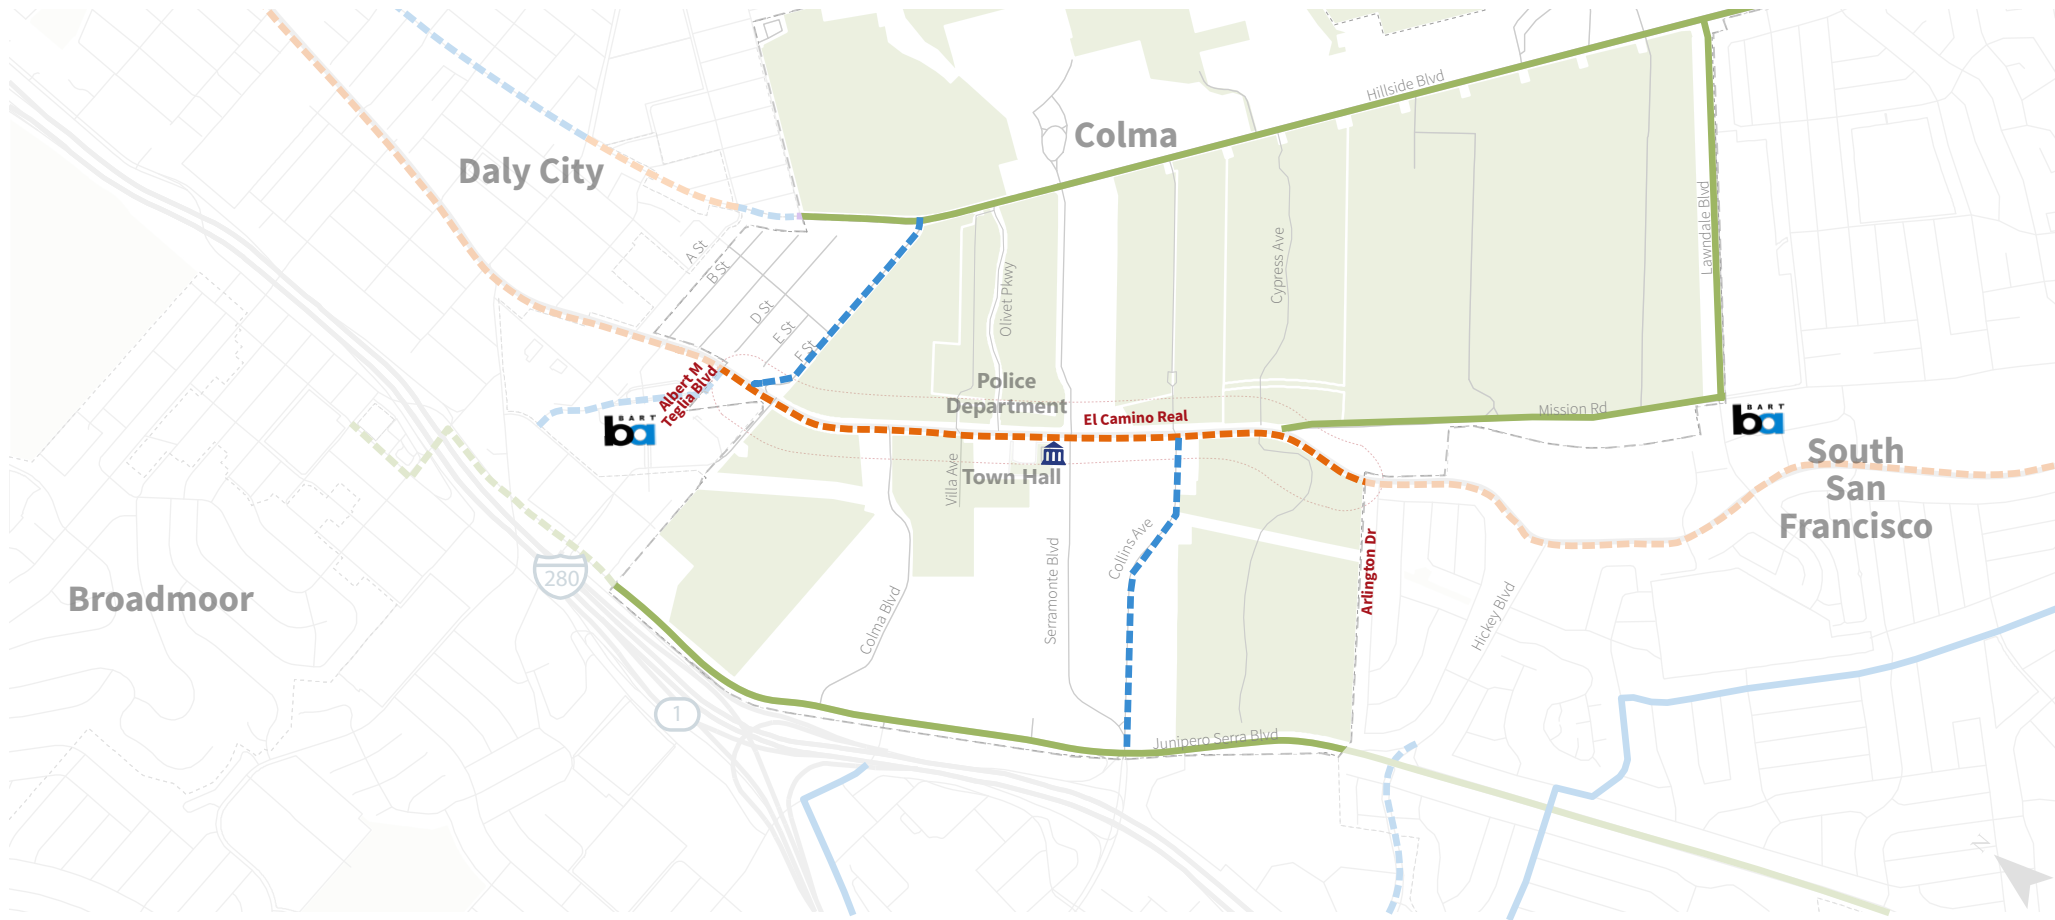 Hillside Blvd
Colma
Daly City
Lawndale Blvd
A St
B St
Cypress Ave
Olivet Pkwy
D St
E St
F St
Albert M
Teglia Blvd
Police
Department
El Camino Real
Mission Rd
BART
ba
BART
ba
South
San
Francisco
Town Hall
Villa Ave
Collins Ave
Serramonte Blvd
Arlington Dr
280
Broadmoor
Colma Blvd
Hickey Blvd
1
Junipero Serra Blvd
N